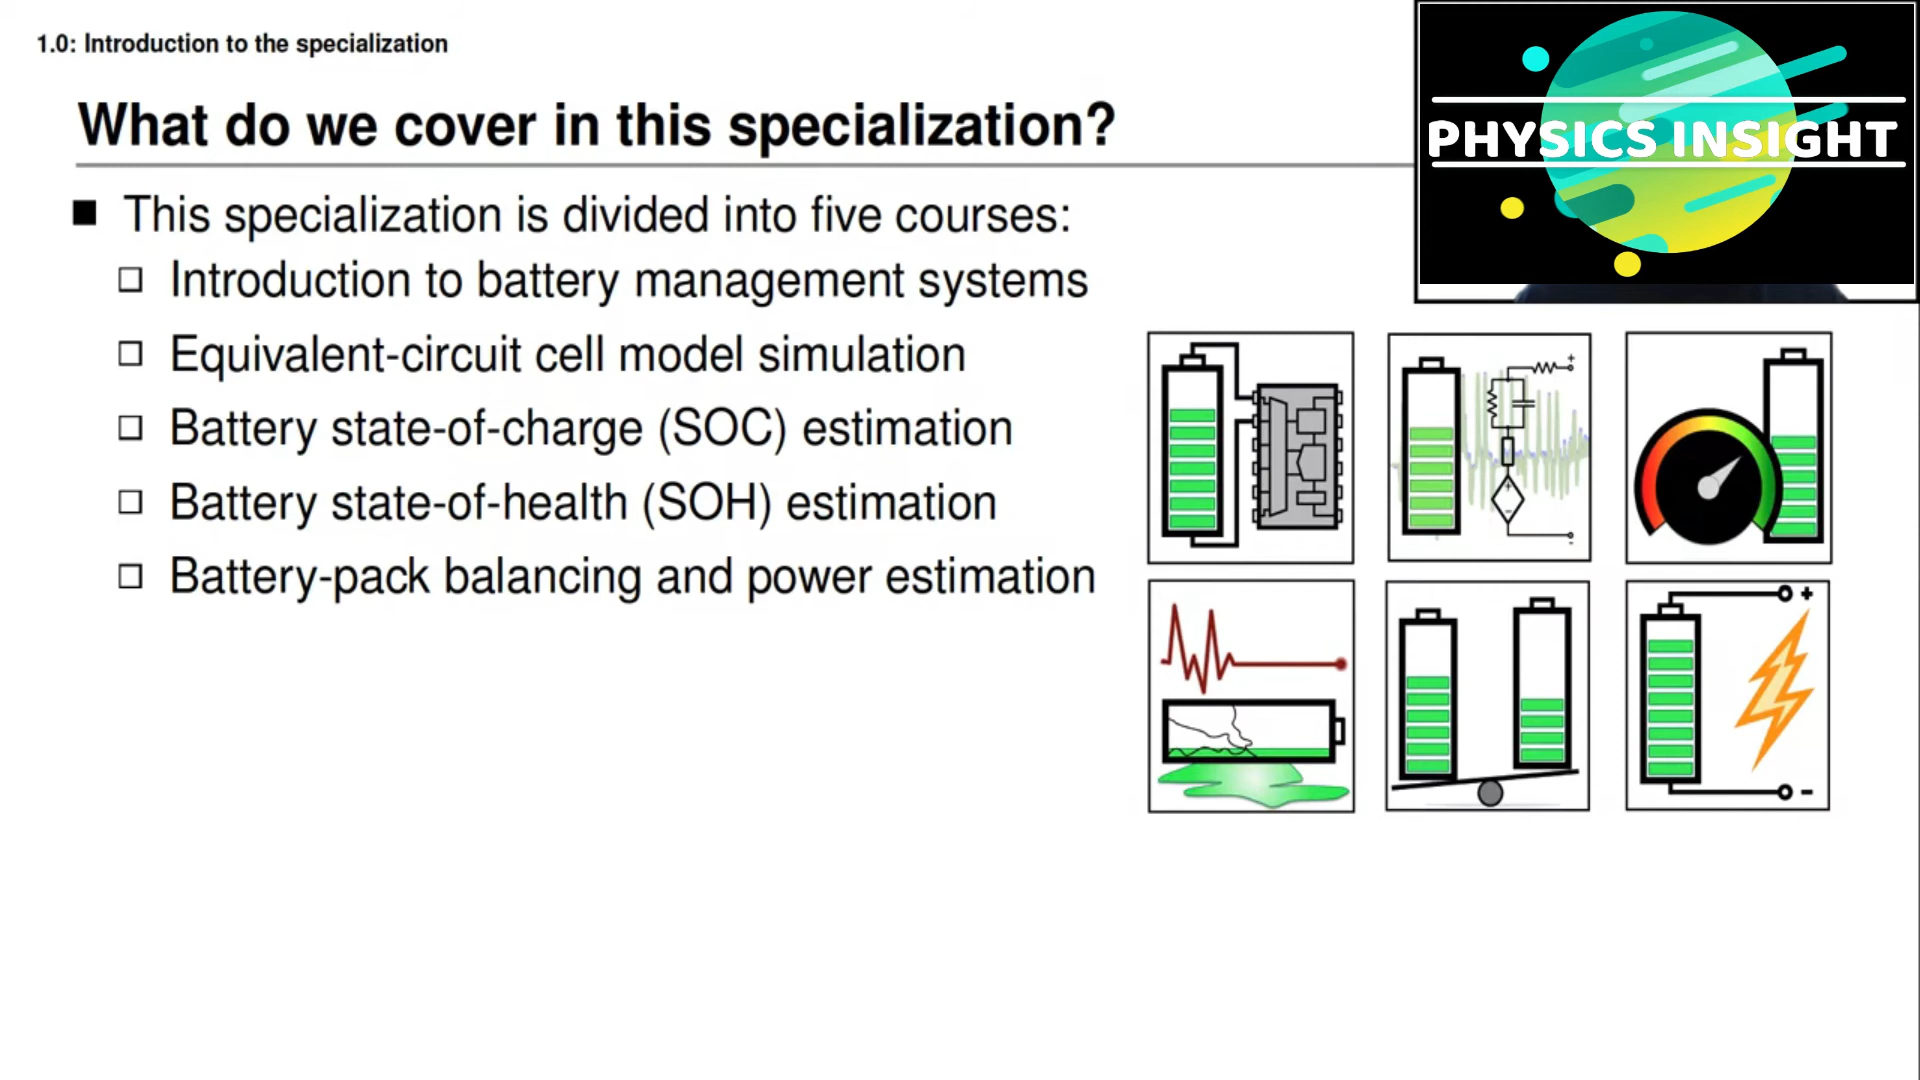 1.0: Introduction to the specialization
PHYSICS INSIGHT
What do we cover in this specialization?
■ This specialization is divided into five courses:
□ Introduction to battery management systems
□ Equivalent-circuit cell model simulation
□ Battery state-of-charge (SOC) estimation
□ Battery state-of-health (SOH) estimation
□ Battery-pack balancing and power estimation
+
-
+
-
+
-